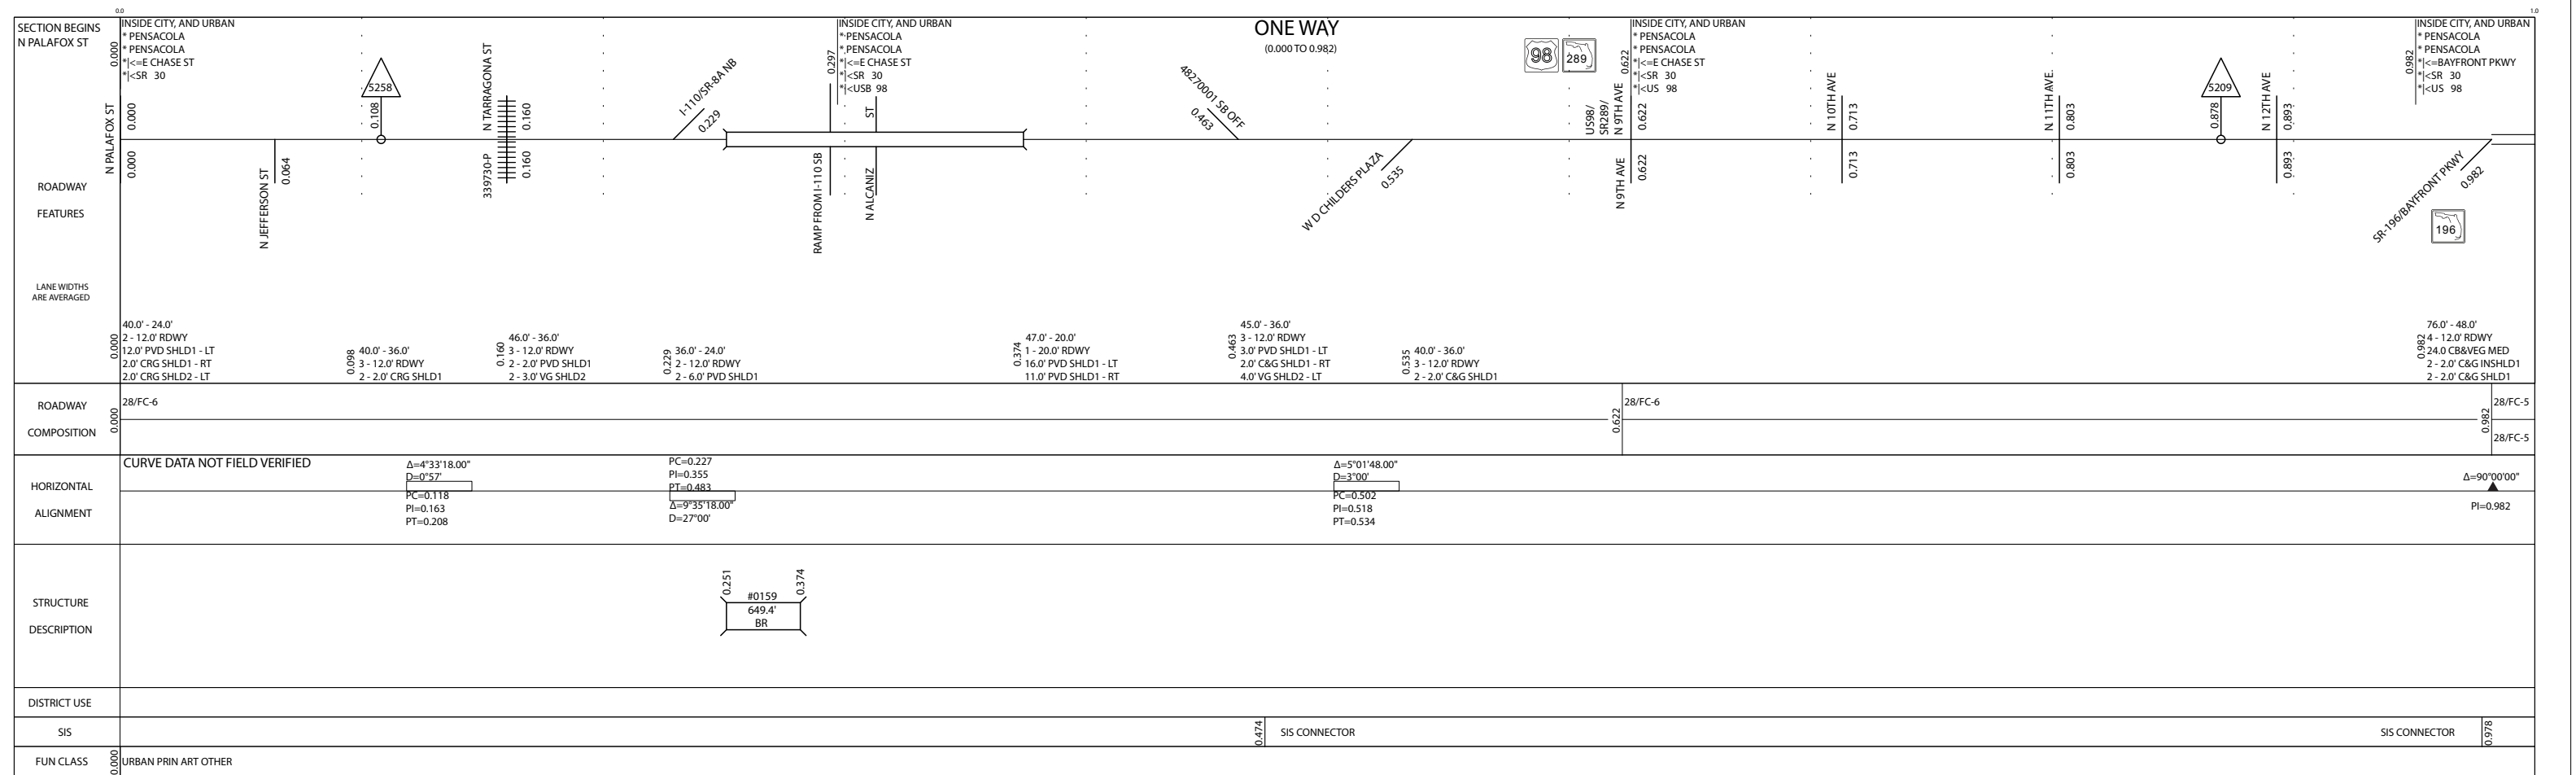 0.0
1.0
SECTION BEGINS
N PALAFOX ST
0.000
INSIDE CITY, AND URBAN
* PENSACOLA
* PENSACOLA
*|<=E CHASE ST
*|<SR 30
0.297
INSIDE CITY, AND URBAN
* PENSACOLA
* PENSACOLA
*|<=E CHASE ST
*|<SR 30
*|<USB 98
ONE WAY
(0.000 TO 0.982)
98
289
0.622
INSIDE CITY, AND URBAN
* PENSACOLA
* PENSACOLA
*|<=E CHASE ST
*|<SR 30
*|<US 98
0.982
INSIDE CITY, AND URBAN
* PENSACOLA
* PENSACOLA
*|<=BAYFRONT PKWY
*|<SR 30
*|<US 98
ROADWAY
FEATURES
N PALAFOX ST
0.000
0.000
N JEFFERSON ST
0.064
5258
0.108
N TARRAGONA ST
0.160
339730-P
0.160
I-110/SR-8A NB
0.229
RAMP FROM I-110 SB
ST
N ALCANIZ
48270001 SB OFF
0.463
W D CHILDERS PLAZA
0.535
US98/
SR289/
N 9TH AVE
0.622
N 9TH AVE
0.622
N 10TH AVE
0.713
0.713
N 11TH AVE
0.803
0.803
5209
0.878
N 12TH AVE
0.893
0.893
SR-196/BAYFRONT PKWY
0.982
196
LANE WIDTHS
ARE AVERAGED
0.000
40.0' - 24.0'
2 - 12.0' RDWY
12.0' PVD SHLD1 - LT
2.0' CRG SHLD1 - RT
2.0' CRG SHLD2 - LT
0.098
40.0' - 36.0'
3 - 12.0' RDWY
2 - 2.0' CRG SHLD1
0.160
46.0' - 36.0'
3 - 12.0' RDWY
2 - 2.0' PVD SHLD1
2 - 3.0' VG SHLD2
0.229
36.0' - 24.0'
2 - 12.0' RDWY
2 - 6.0' PVD SHLD1
0.374
47.0' - 20.0'
1 - 20.0' RDWY
16.0' PVD SHLD1 - LT
11.0' PVD SHLD1 - RT
0.463
45.0' - 36.0'
3 - 12.0' RDWY
3.0' PVD SHLD1 - LT
2.0' C&G SHLD1 - RT
4.0' VG SHLD2 - LT
0.535
40.0' - 36.0'
3 - 12.0' RDWY
2 - 2.0' C&G SHLD1
0.982
76.0' - 48.0'
4 - 12.0' RDWY
24.0 CB&VEG MED
2 - 2.0' C&G INSHLD1
2 - 2.0' C&G SHLD1
ROADWAY
COMPOSITION
0.000
28/FC-6
0.622
28/FC-6
0.982
28/FC-5
28/FC-5
HORIZONTAL
ALIGNMENT
CURVE DATA NOT FIELD VERIFIED
Δ=4°33'18.00"
D=0°57'
PC=0.118
PI=0.163
PT=0.208
PC=0.227
PI=0.355
PT=0.483
Δ=9°35'18.00"
D=27°00'
Δ=5°01'48.00"
D=3°00'
PC=0.502
PI=0.518
PT=0.534
Δ=90°00'00"
PI=0.982
STRUCTURE
DESCRIPTION
0.251
0.374
#0159
649.4'
BR
DISTRICT USE
SIS
0.474
SIS CONNECTOR
SIS CONNECTOR
0.978
FUN CLASS
0.000
URBAN PRIN ART OTHER